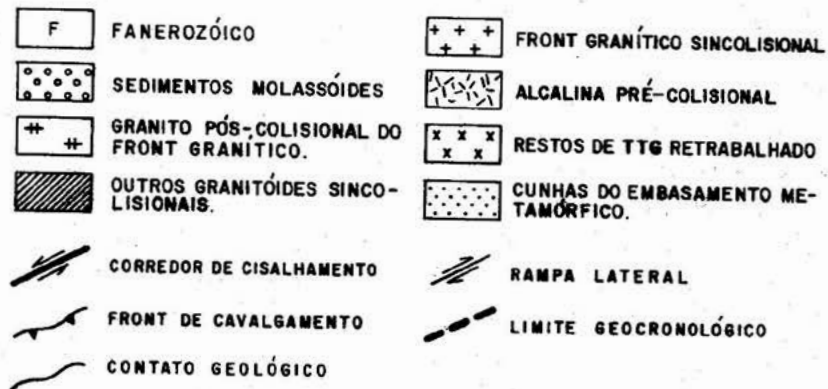 F FANEROZÓICO
SEDIMENTOS MOLASSÓIDES
GRANITO PÓS-COLISIONAL DO
FRONT GRANÍTICO.
OUTROS GRANITÓIDES SINCO-
LISIONAIS.
CORREDOR DE CISALHAMENTO
FRONT DE CAVALGAMENTO
CONTATO GEOLÓGICO
FRONT GRANÍTICO SINCOLISIONAL
ALCALINA PRÉ-COLISIONAL
RESTOS DE TTG RETRABALHADO
CUNHAS DO EMBASAMENTO ME-
TAMÓRFICO.
RAMPA LATERAL
LIMITE GEOCRONOLÓGICO